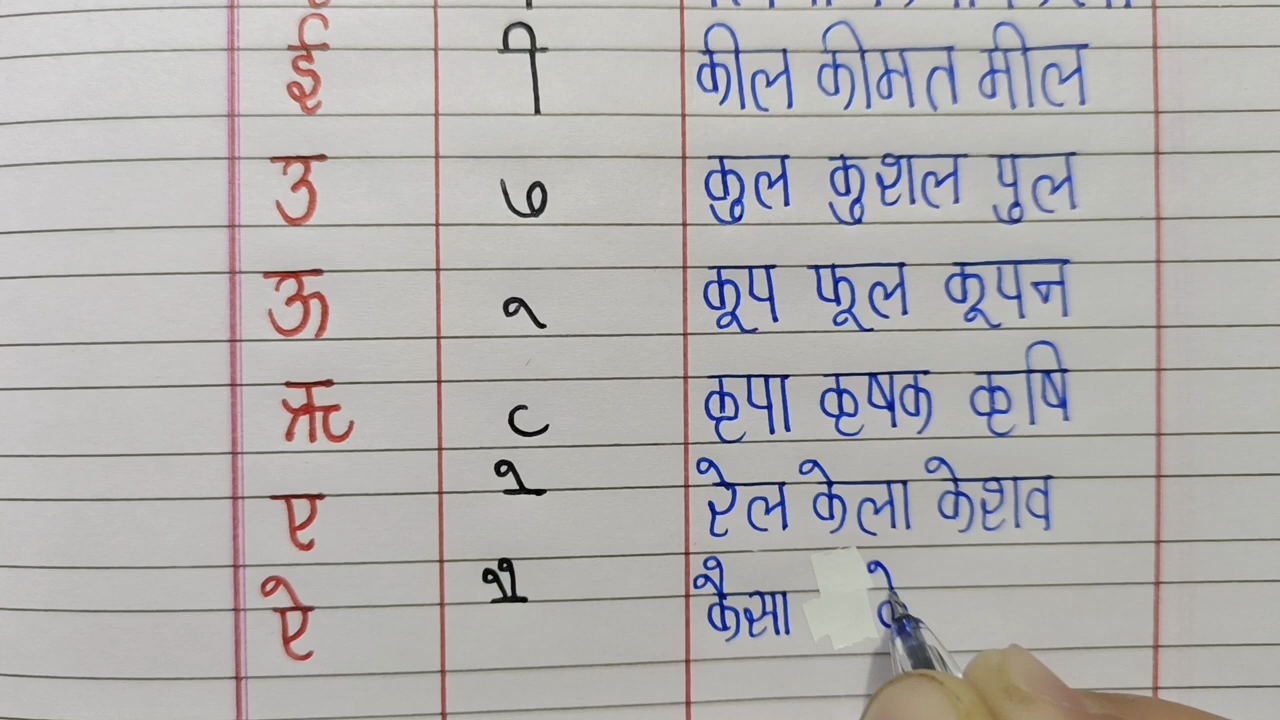 ई ी कील कीमत मील
उ ु कुल कुशल पुल
ऊ ू कूप फूल कूपन
ऋ ृ कृपा कृषक कृषि
ए े रेल केला केशव
ऐ ै कैसा